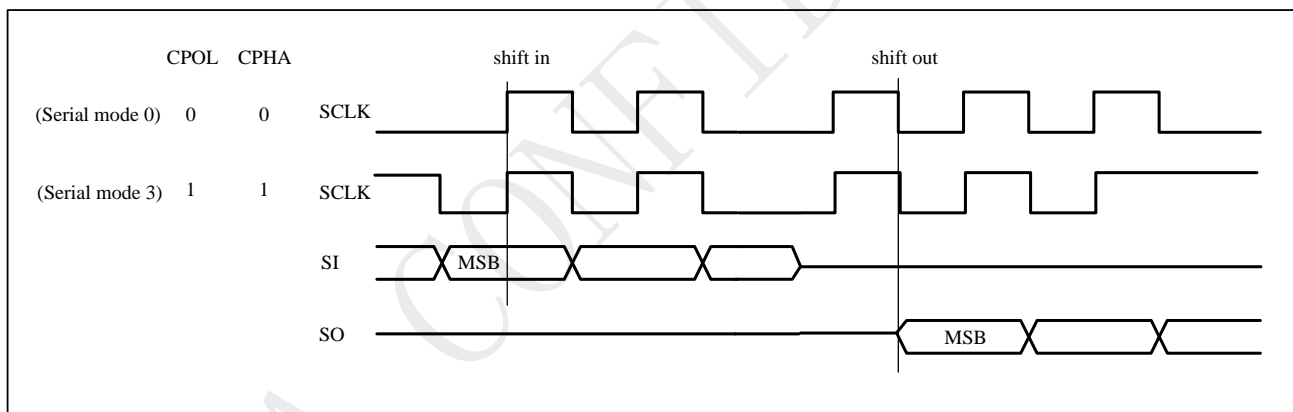 CPOL CPHA shift in shift out
(Serial mode 0) 0 0 SCLK
(Serial mode 3) 1 1 SCLK
SI MSB
SO MSB